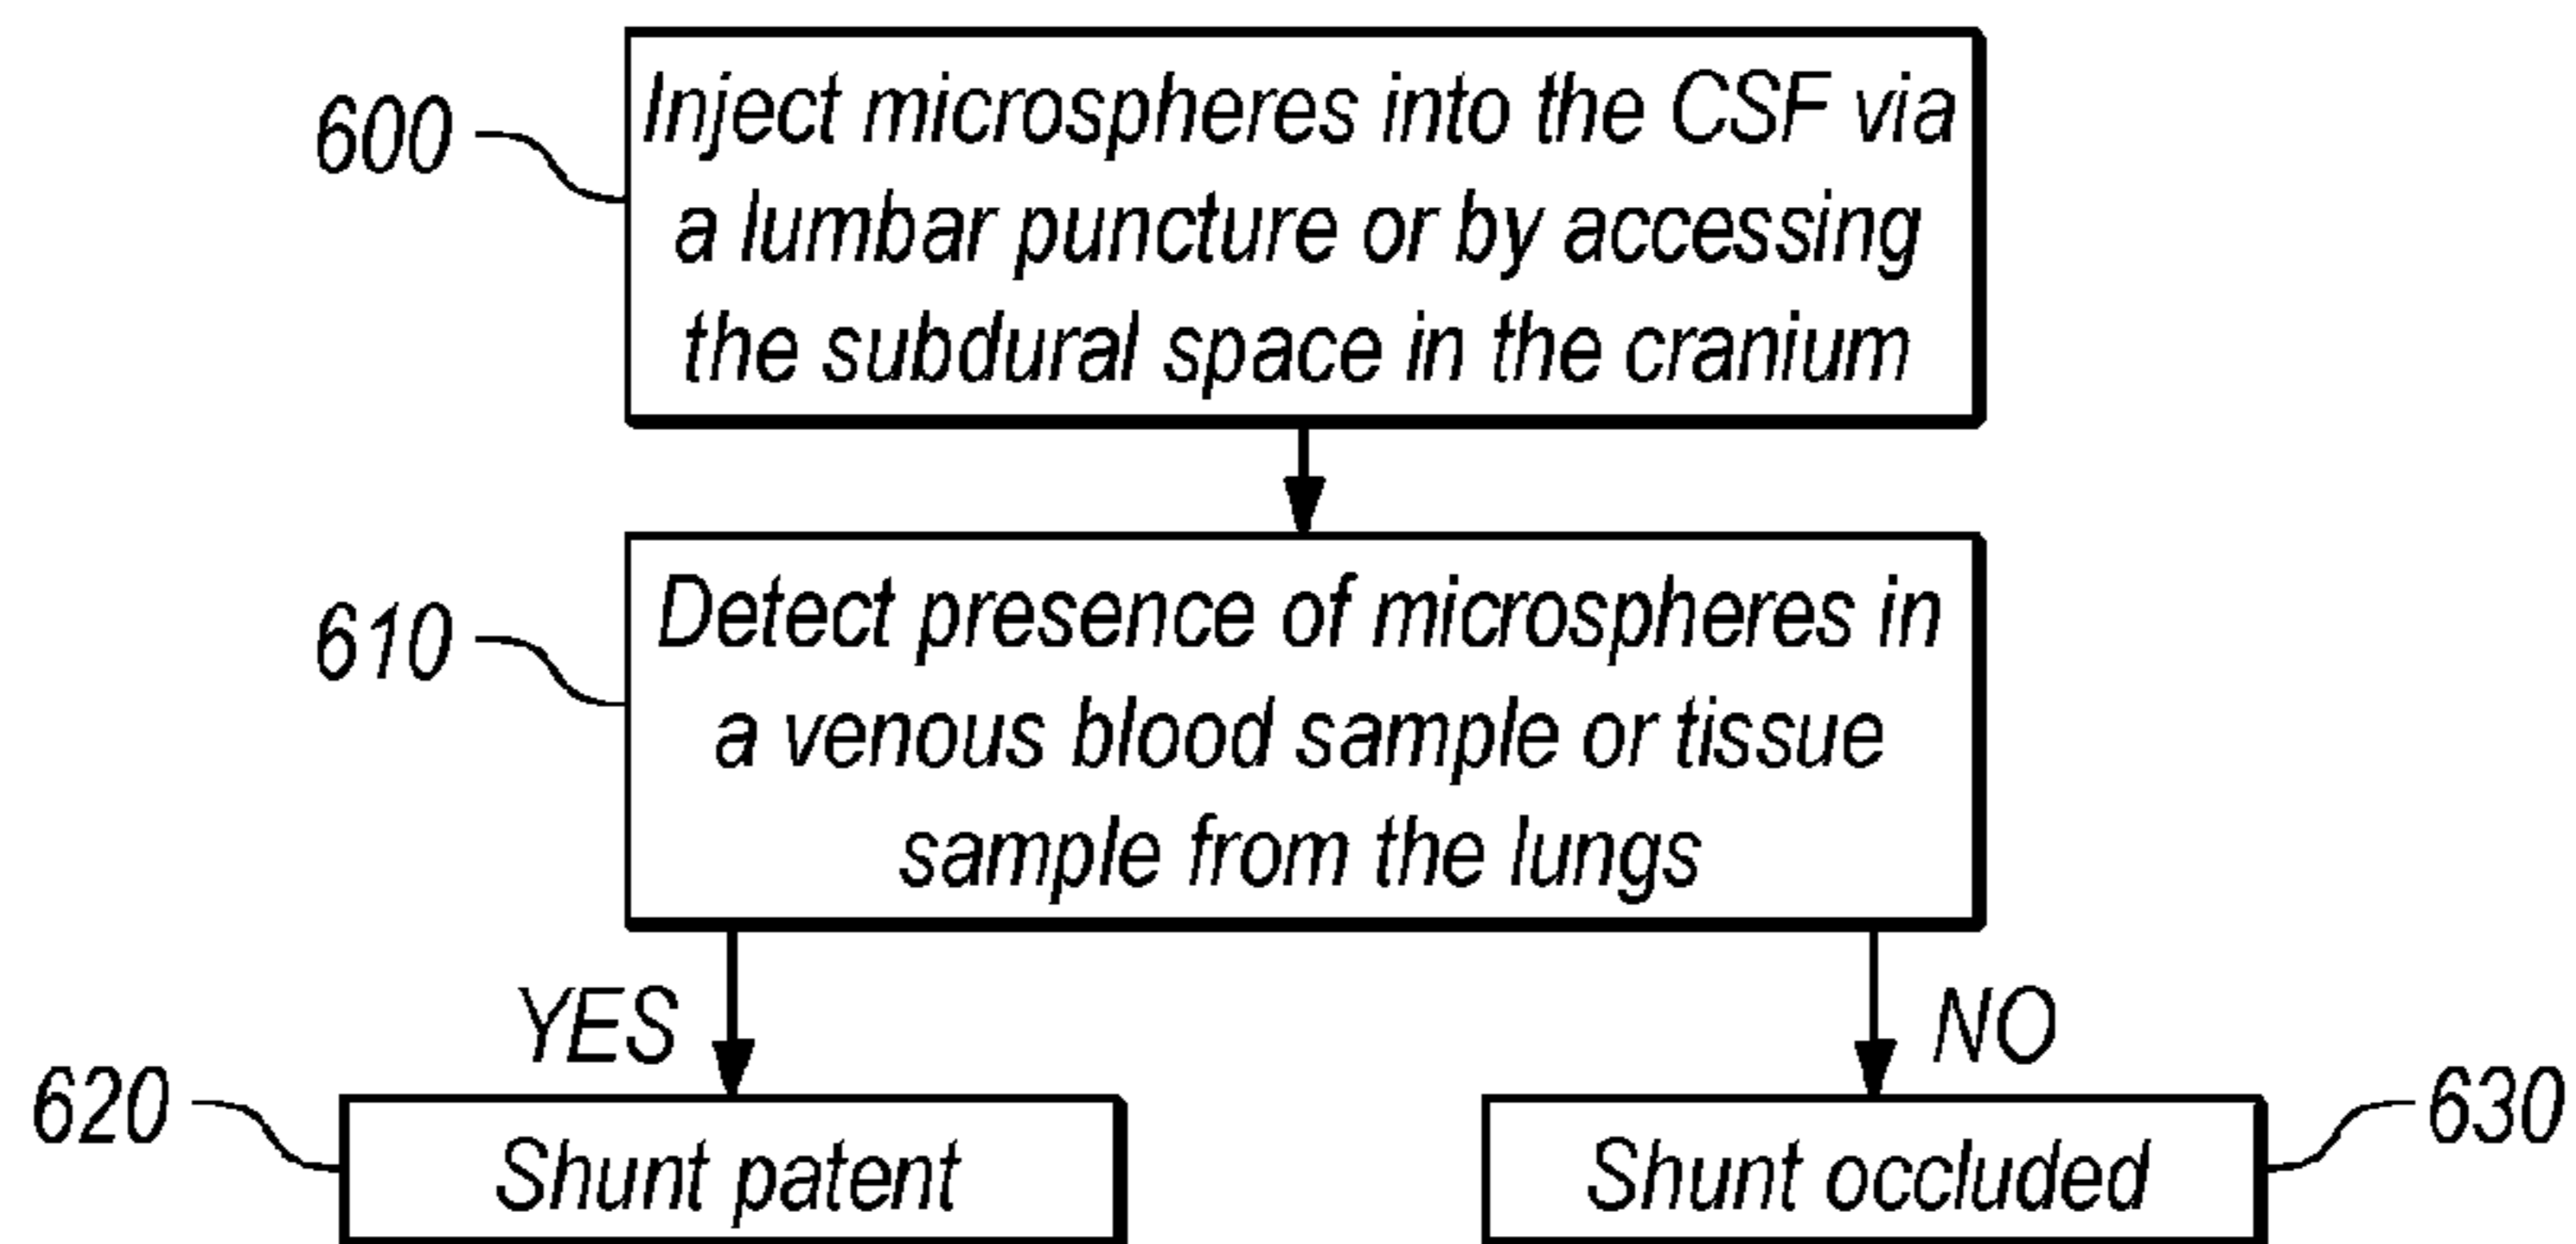 600
Inject microspheres into the CSF via
a lumbar puncture or by accessing
the subdural space in the cranium
610
Detect presence of microspheres in
a venous blood sample or tissue
sample from the lungs
YES
NO
620
Shunt patent
Shunt occluded
630